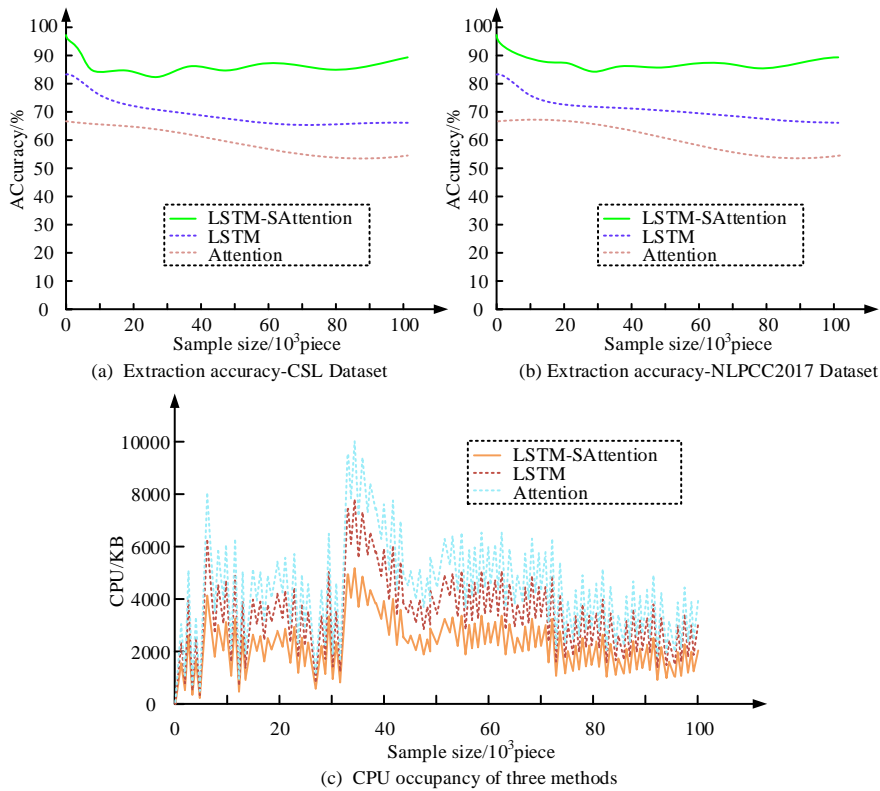 100
90
80
70
60
50
40
30
20
10
0
ACcuracy/%
LSTM-SAttention
LSTM
Attention
0 20 40 60 80 100
Sample size/10³piece
(a) Extraction accuracy-CSL Dataset
100
90
80
70
60
50
40
30
20
10
0
ACcuracy/%
LSTM-SAttention
LSTM
Attention
0 20 40 60 80 100
Sample size/10³piece
(b) Extraction accuracy-NLPCC2017 Dataset
10000
8000
6000
4000
2000
0
CPU/KB
LSTM-SAttention
LSTM
Attention
0 20 40 60 80 100
Sample size/10³piece
(c) CPU occupancy of three methods